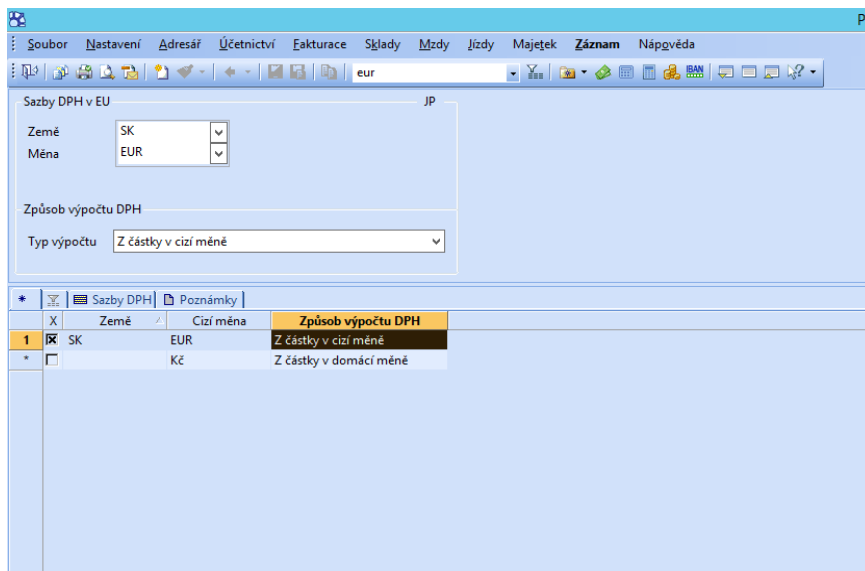 P
Soubor Nastavení Adresář Účetnictví Fakturace Sklady Mzdy Jízdy Majetek Záznam Nápověda
eur IBAN
Sazby DPH v EU JP
Země SK
Měna EUR
Způsob výpočtu DPH
Typ výpočtu Z částky v cizí měně
* Sazby DPH Poznámky
X Země Cizí měna Způsob výpočtu DPH
1 SK EUR Z částky v cizí měně
* Kč Z částky v domácí měně